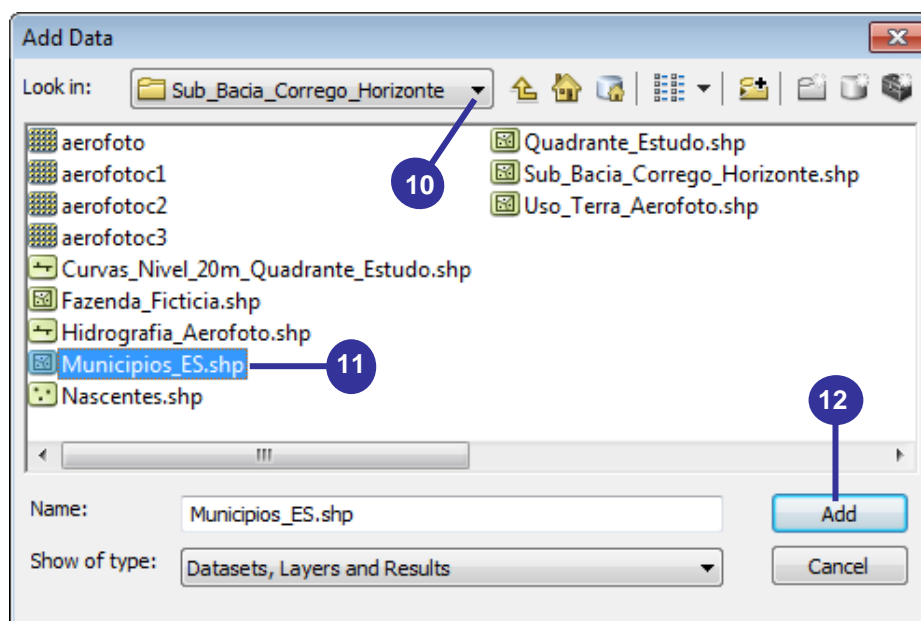 Add Data
Look in: Sub_Bacia_Corrego_Horizonte
10
aerofoto
aerofotoc1
aerofotoc2
aerofotoc3
Curvas_Nivel_20m_Quadrante_Estudo.shp
Fazenda_Ficticia.shp
Hidrografia_Aerofoto.shp
Municipios_ES.shp
11
Nascentes.shp
Quadrante_Estudo.shp
Sub_Bacia_Corrego_Horizonte.shp
Uso_Terra_Aerofoto.shp
12
Name: Municipios_ES.shp
Add
Show of type: Datasets, Layers and Results
Cancel